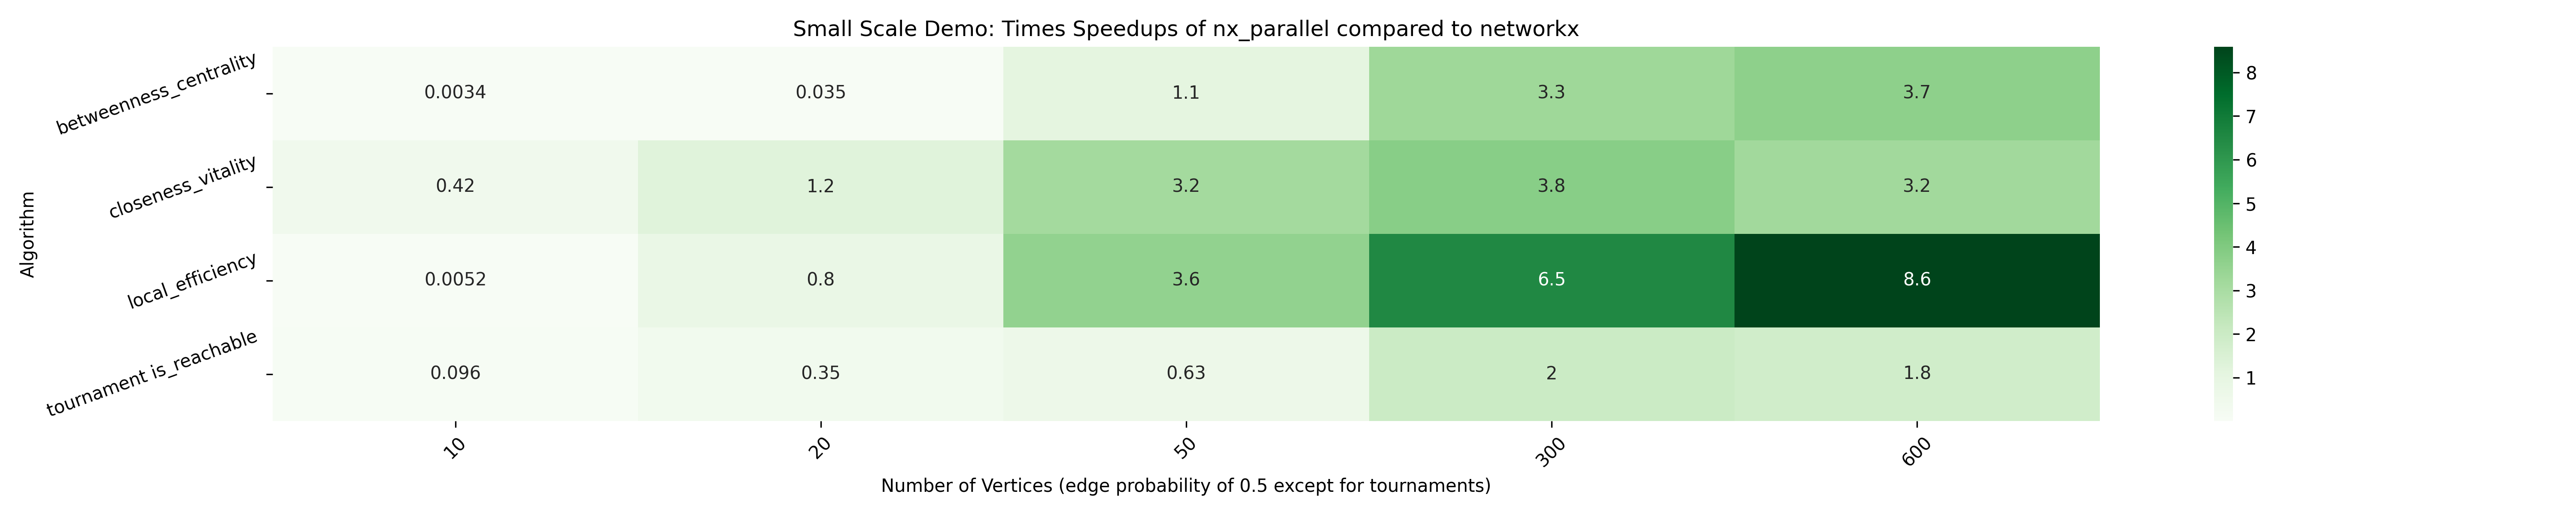 Small Scale Demo: Times Speedups of nx_parallel compared to networkx
Algorithm
betweenness_centrality
0.0034 0.035 1.1 3.3 3.7
closeness_vitality
0.42 1.2 3.2 3.8 3.2
local_efficiency
0.0052 0.8 3.6 6.5 8.6
tournament is_reachable
0.096 0.35 0.63 2 1.8
10 20 50 300 600
Number of Vertices (edge probability of 0.5 except for tournaments)
8
7
6
5
4
3
2
1